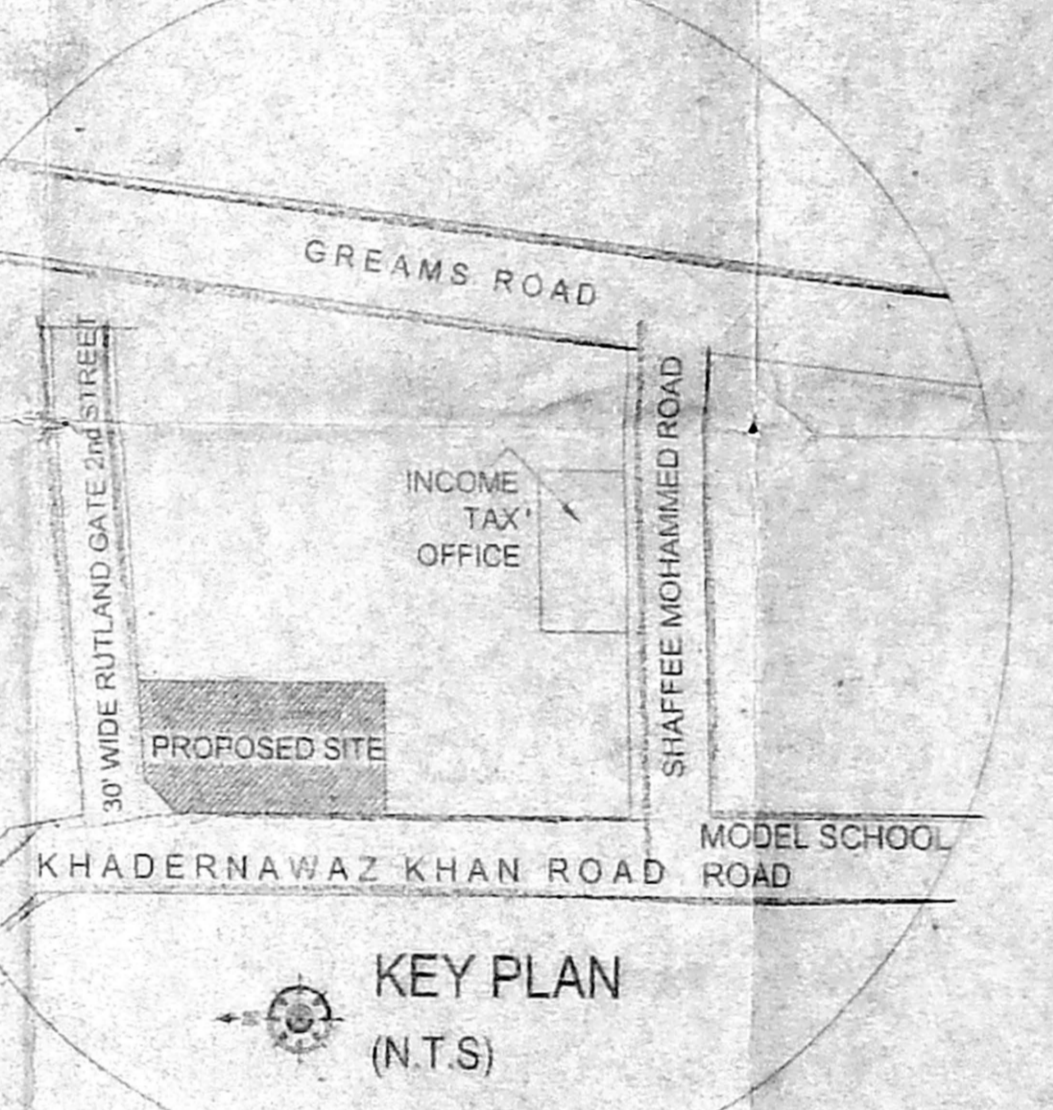 GREAMS ROAD
30' WIDE RUTLAND GATE 2nd STREET
INCOME
TAX'
OFFICE
SHAFFEE MOHAMMED ROAD
PROPOSED SITE
MODEL SCHOOL
ROAD
KHADERNAWAZ KHAN ROAD
KEY PLAN
(N.T.S)